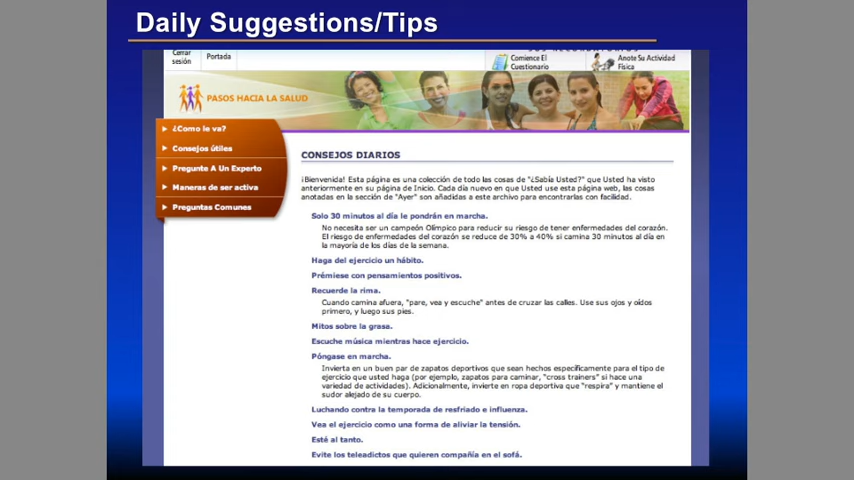 Daily Suggestions/Tips
Cerrar
sesión
Portada
Comience El
Cuestionario
Anote Su Actividad
Física
PASOS HACIA LA SALUD
¿Como le va?
Consejos útiles
Pregunte A Un Experto
Maneras de ser activa
Preguntas Comunes
CONSEJOS DIARIOS
¡Bienvenida! Esta página es una colección de todo las cosas de "¿Sabía Usted?" que Usted ha visto
anteriormente en su página de Inicio. Cada día nuevo en que Usted use esta página web, las cosas
anotadas en la sección de "Ayer" son añadidas a este archivo para encontrarlas con facilidad.
Solo 30 minutos al día le pondrán en marcha.
No necesita ser un campeón Olímpico para reducir su riesgo de tener enfermedades del corazón.
El riesgo de enfermedades del corazón se reduce de 30% a 40% si camina 30 minutos al día en
la mayoría de los días de la semana.
Haga del ejercicio un hábito.
Prémiese con pensamientos positivos.
Recuerde la rima.
Cuando camina afuera, "pare, vea y escuche" antes de cruzar las calles. Use sus ojos y oídos
primero, y luego sus pies.
Mitos sobre la grasa.
Escuche música mientras hace ejercicio.
Póngase en marcha.
Invierta en un buen par de zapatos deportivos que sean hechos específicamente para el tipo de
ejercicio que usted haga (por ejemplo, zapatos para caminar, "cross trainers" si hace una
variedad de actividades). Adicionalmente, invierte en ropa deportiva que "respira" y mantiene el
sudor alejado de su cuerpo.
Luchando contra la temporada de resfriado e influenza.
Vea el ejercicio como una forma de aliviar la tensión.
Esté al tanto.
Evite los teleadictos que quieren compañía en el sofá.